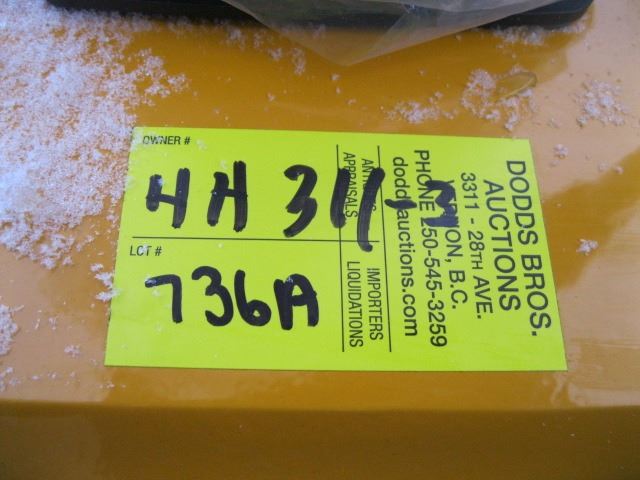 OWNER #
HH 311, M
LOT #
736A
ANTIQUES
APPRAISALS
IMPORTERS
LIQUIDATIONS
DODDS BROS.
AUCTIONS
3311 - 28TH AVE.
VERNON, B.C.
PHONE 250-545-3259
doddsauctions.com